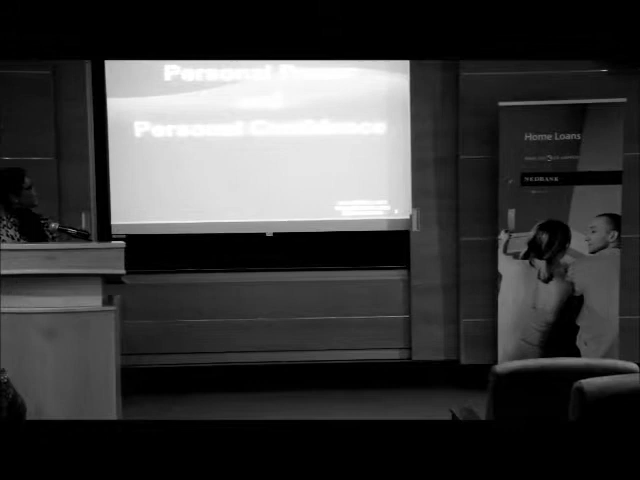 Personal Power
and
Personal Confidence
Home Loans
NEDBANK